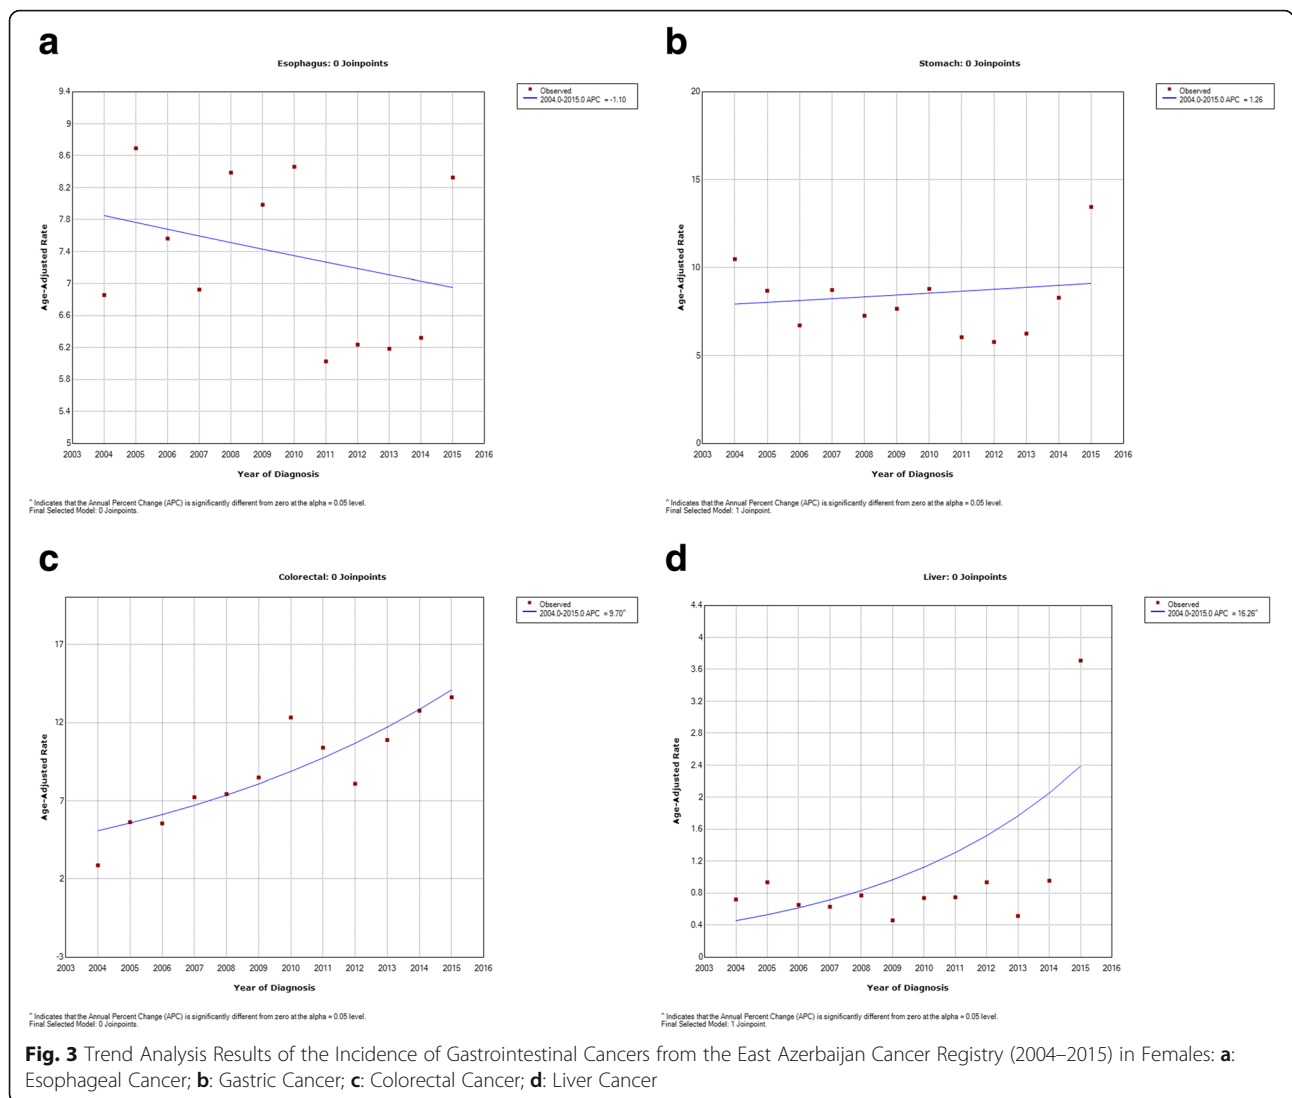 a
Esophagus: 0 Joinpoints
Observed
2004.0-2015.0 APC = -1.10
9.4
9
8.6
8.2
7.8
7.4
7
6.6
6.2
5.8
5.4
5
Age-Adjusted Rate
2003 2004 2005 2006 2007 2008 2009 2010 2011 2012 2013 2014 2015 2016
Year of Diagnosis
^ Indicates that the Annual Percent Change (APC) is significantly different from zero at the alpha = 0.05 level.
Final Selected Model: 0 Joinpoints.
b
Stomach: 0 Joinpoints
Observed
2004.0-2015.0 APC = 1.26
20
15
10
5
0
Age-Adjusted Rate
2003 2004 2005 2006 2007 2008 2009 2010 2011 2012 2013 2014 2015 2016
Year of Diagnosis
^ Indicates that the Annual Percent Change (APC) is significantly different from zero at the alpha = 0.05 level.
Final Selected Model: 1 Joinpoint.
c
Colorectal: 0 Joinpoints
Observed
2004.0-2015.0 APC = 9.70^
17
12
7
2
-3
Age-Adjusted Rate
2003 2004 2005 2006 2007 2008 2009 2010 2011 2012 2013 2014 2015 2016
Year of Diagnosis
^ Indicates that the Annual Percent Change (APC) is significantly different from zero at the alpha = 0.05 level.
Final Selected Model: 0 Joinpoints.
d
Liver: 0 Joinpoints
Observed
2004.0-2015.0 APC = 16.26^
4.4
4
3.6
3.2
2.8
2.4
2
1.6
1.2
0.8
0.4
0
Age-Adjusted Rate
2003 2004 2005 2006 2007 2008 2009 2010 2011 2012 2013 2014 2015 2016
Year of Diagnosis
^ Indicates that the Annual Percent Change (APC) is significantly different from zero at the alpha = 0.05 level.
Final Selected Model: 1 Joinpoint.
Fig. 3 Trend Analysis Results of the Incidence of Gastrointestinal Cancers from the East Azerbaijan Cancer Registry (2004–2015) in Females: a:
Esophageal Cancer; b: Gastric Cancer; c: Colorectal Cancer; d: Liver Cancer